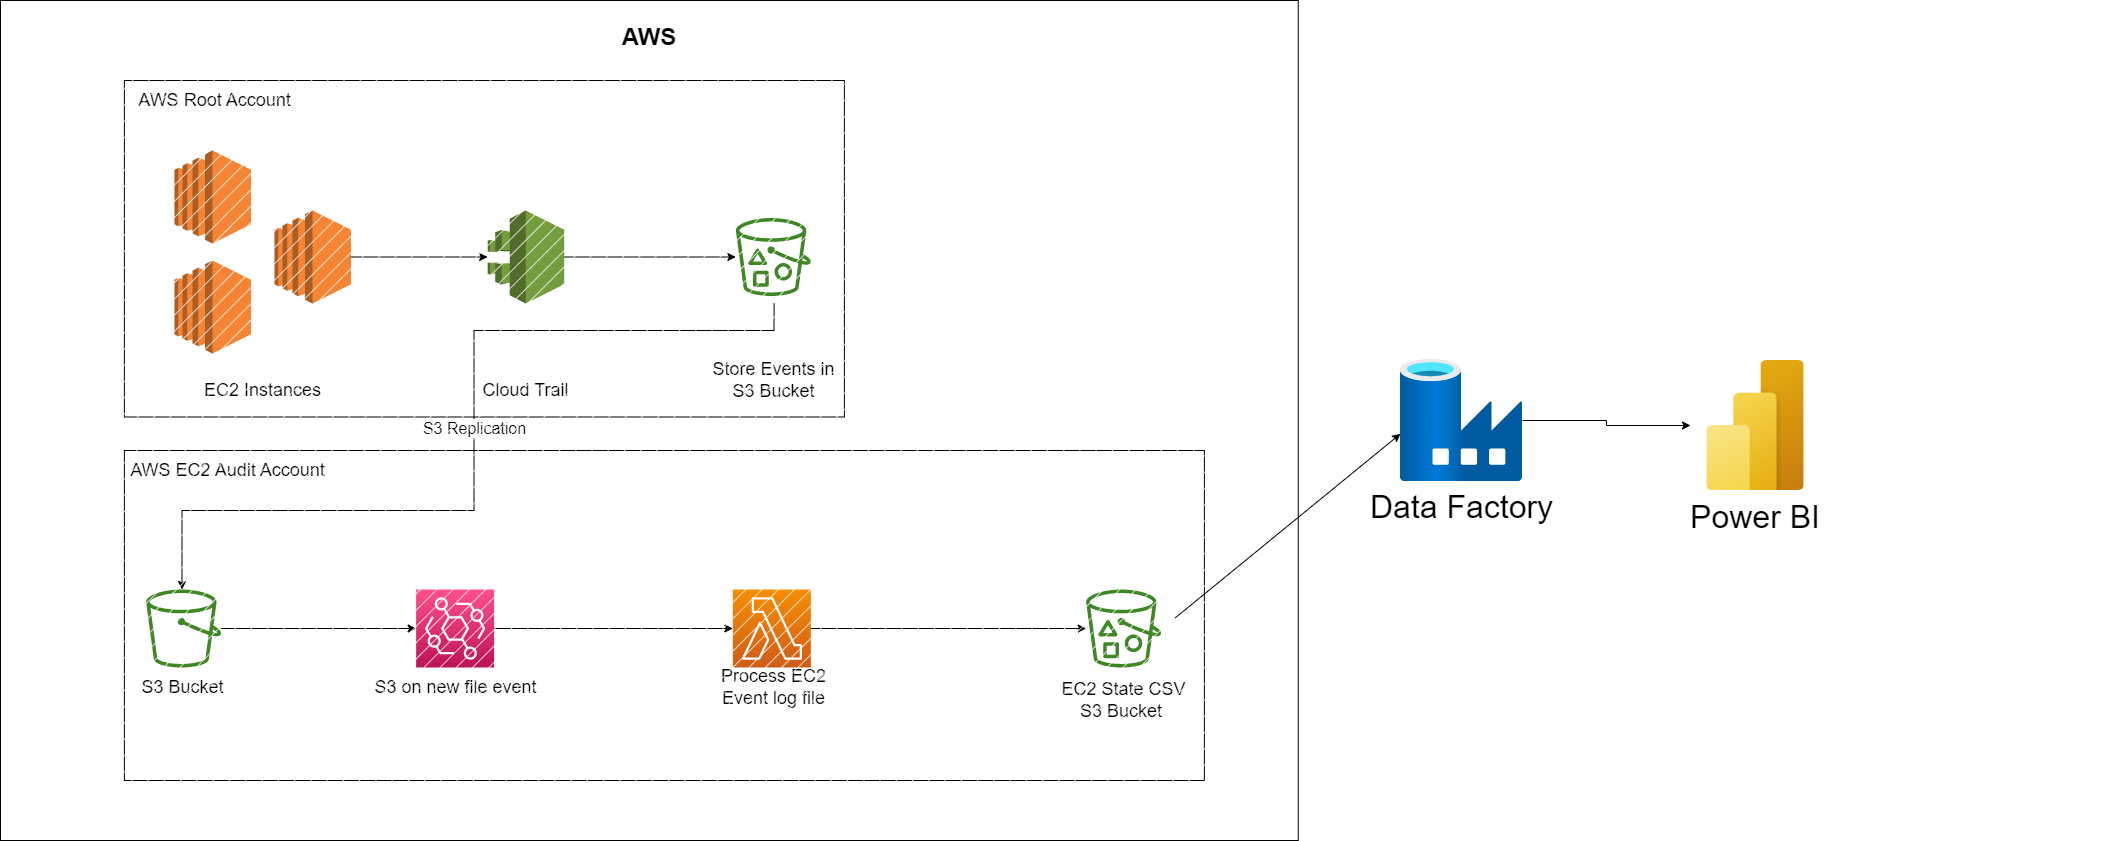 AWS
AWS Root Account
EC2 Instances
Cloud Trail
Store Events in
S3 Bucket
S3 Replication
AWS EC2 Audit Account
S3 Bucket
S3 on new file event
Process EC2
Event log file
EC2 State CSV
S3 Bucket
Data Factory
Power BI